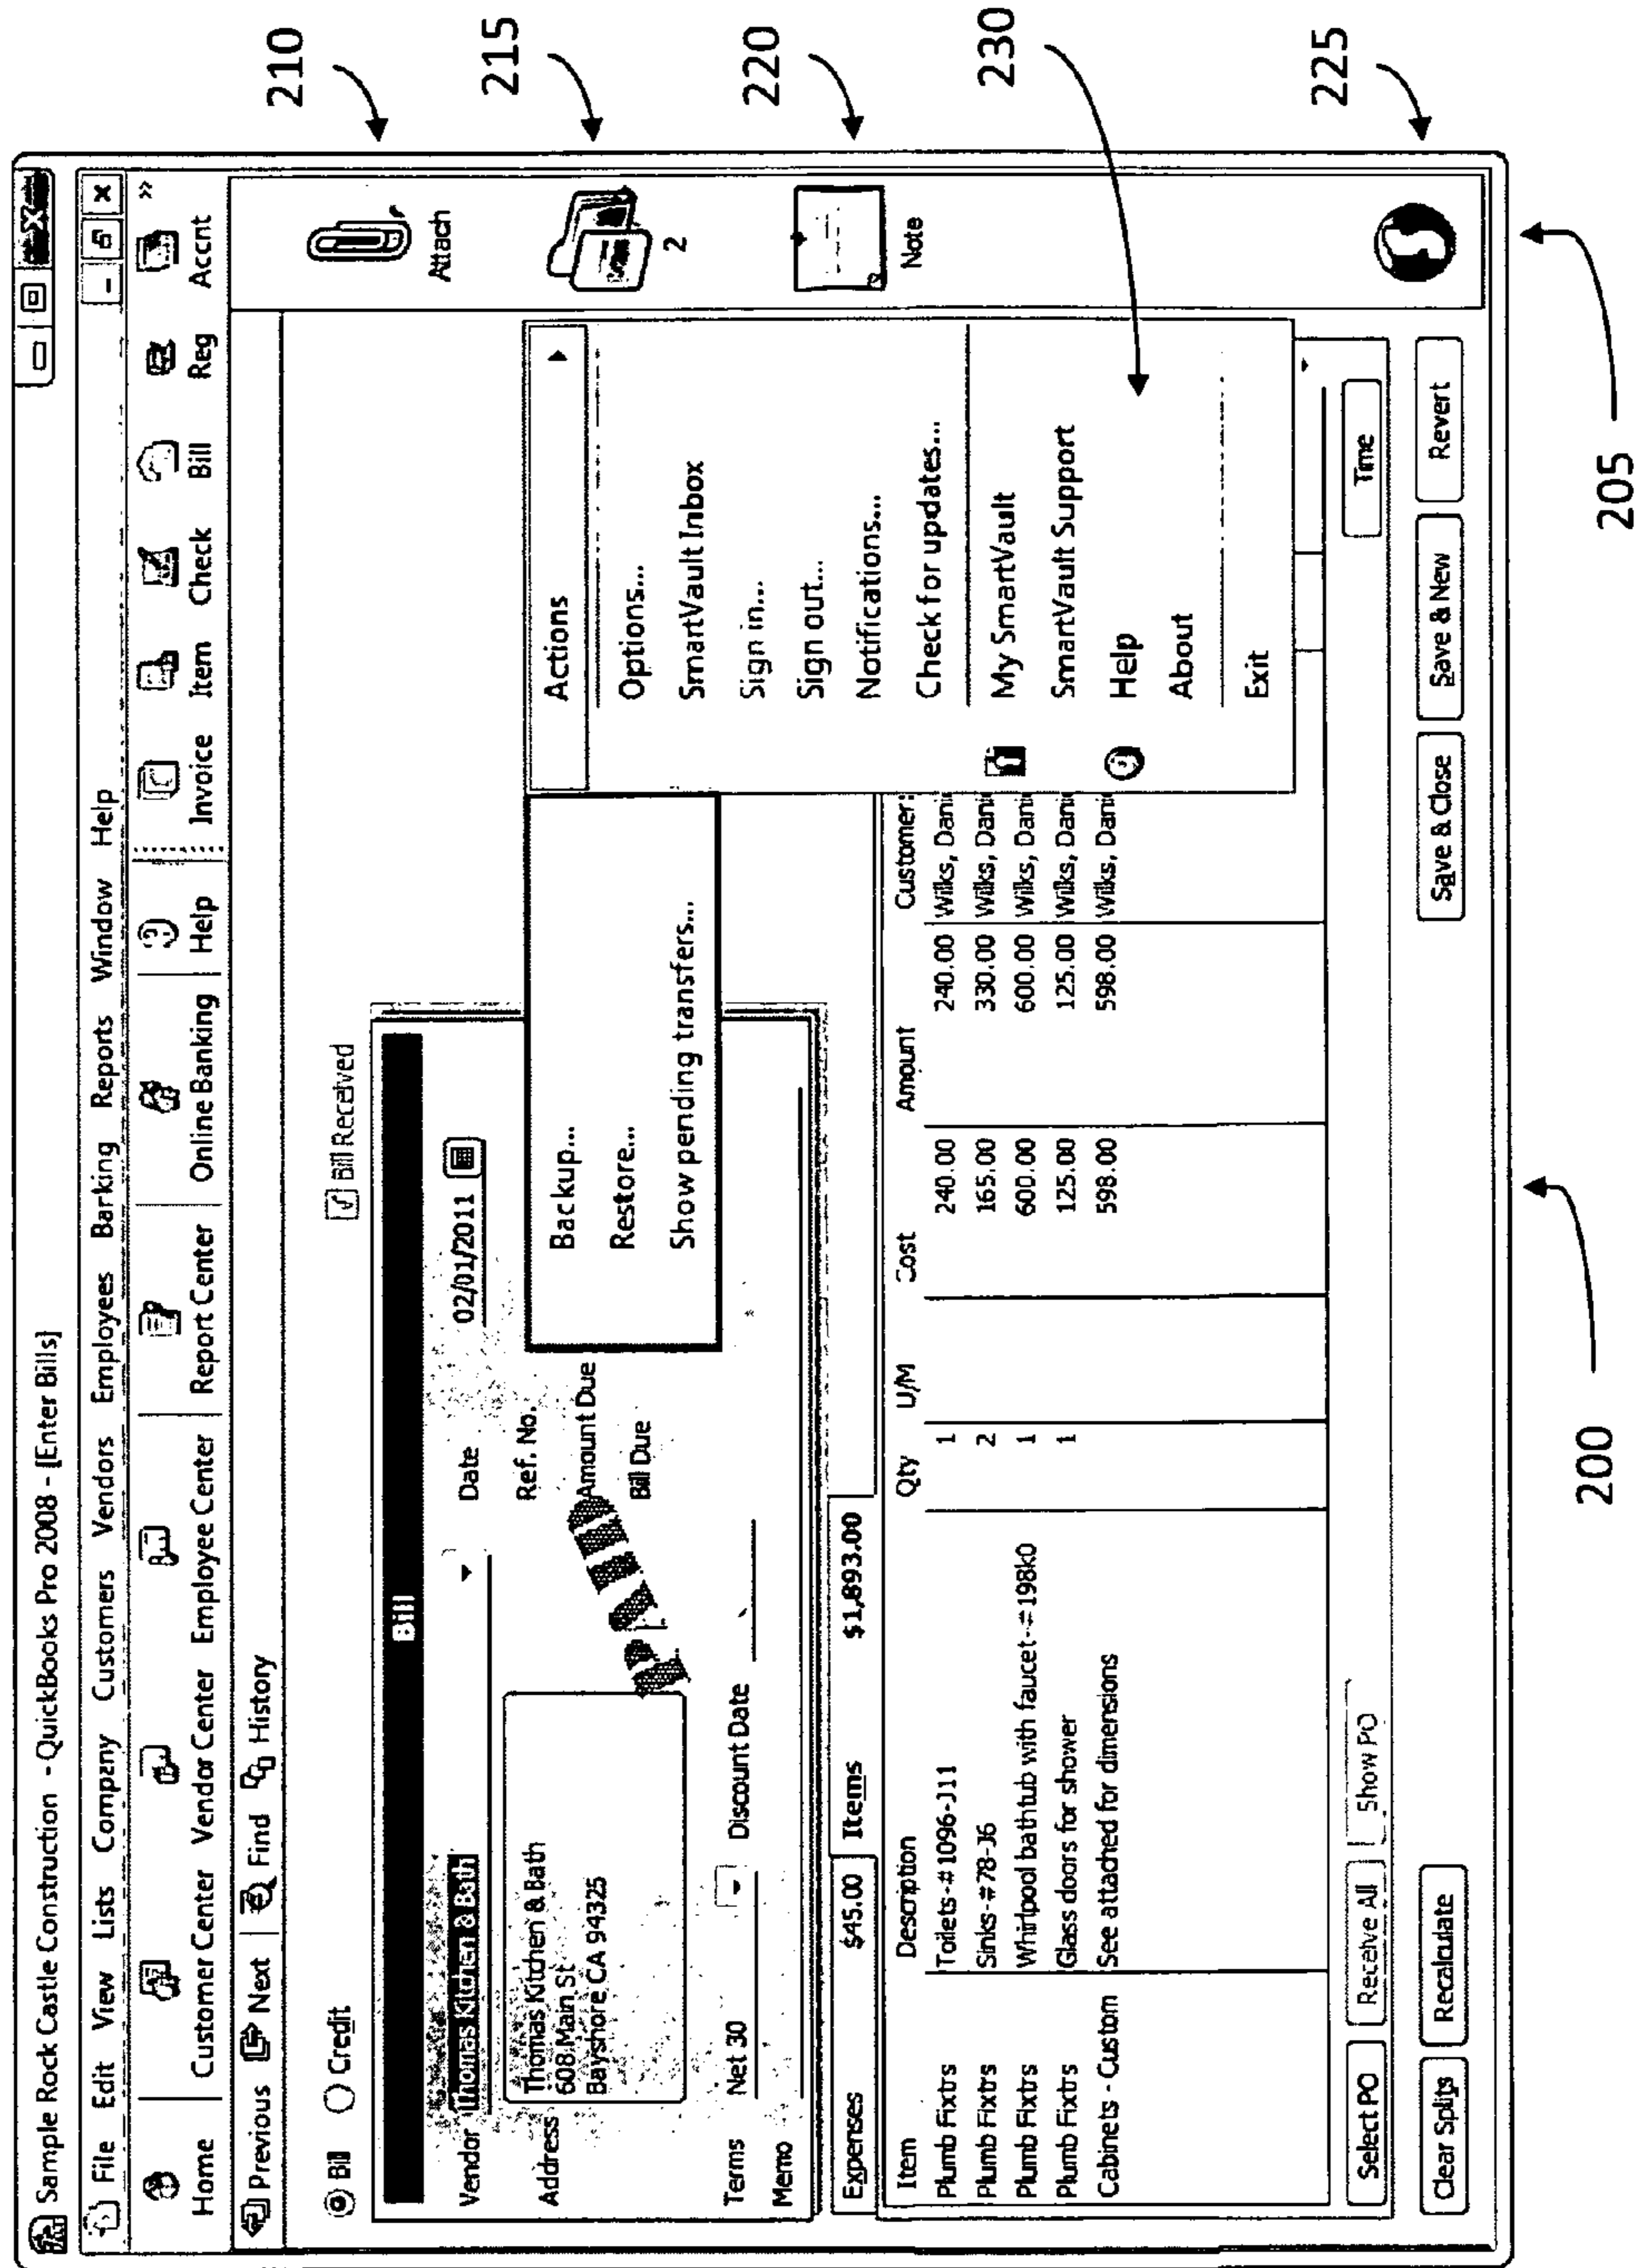 Sample Rock Castle Construction - QuickBooks Pro 2008 - [Enter Bills]
File Edit View Lists Company Customers Vendors Employees Barking Reports Window Help
Home Customer Center Vendor Center Employee Center Report Center Online Banking Help Invoice Item Check Bill Reg Accnt »
Previous Next Find History
Bill Credit Bill Received
Bill
Vendor Thomas Kitchen & Bath Date 02/01/2011
Address Thomas Kitchen & Bath
608 Main St
Bayshore CA 94325
Ref. No.
Amount Due
Bill Due
Terms Net 30 Discount Date
Memo
Backup...
Restore...
Show pending transfers...
Actions
Options...
SmartVault Inbox
Sign in...
Sign out...
Notifications...
Check for updates...
My SmartVault
SmartVault Support
Help
About
Exit
Expenses $45.00 Items $1,893.00
Item Description Qty U/M Cost Amount Customer:
Plumb Fixtrs Toilets-#1096-J11 1 240.00 240.00 Wilks, Dani
Plumb Fixtrs Sinks-#78-J6 2 165.00 330.00 Wilks, Dani
Plumb Fixtrs Whirlpool bathtub with faucet-#198k0 1 600.00 600.00 Wilks, Dani
Plumb Fixtrs Glass doors for shower 1 125.00 125.00 Wilks, Dani
Cabinets - Custom See attached for dimensions 598.00 598.00 Wilks, Dani
Select PO Receive All Show PO Time
Clear Splits Recalculate Save & Close Save & New Revert
Attach
2
Note
210
215
220
230
225
200
205